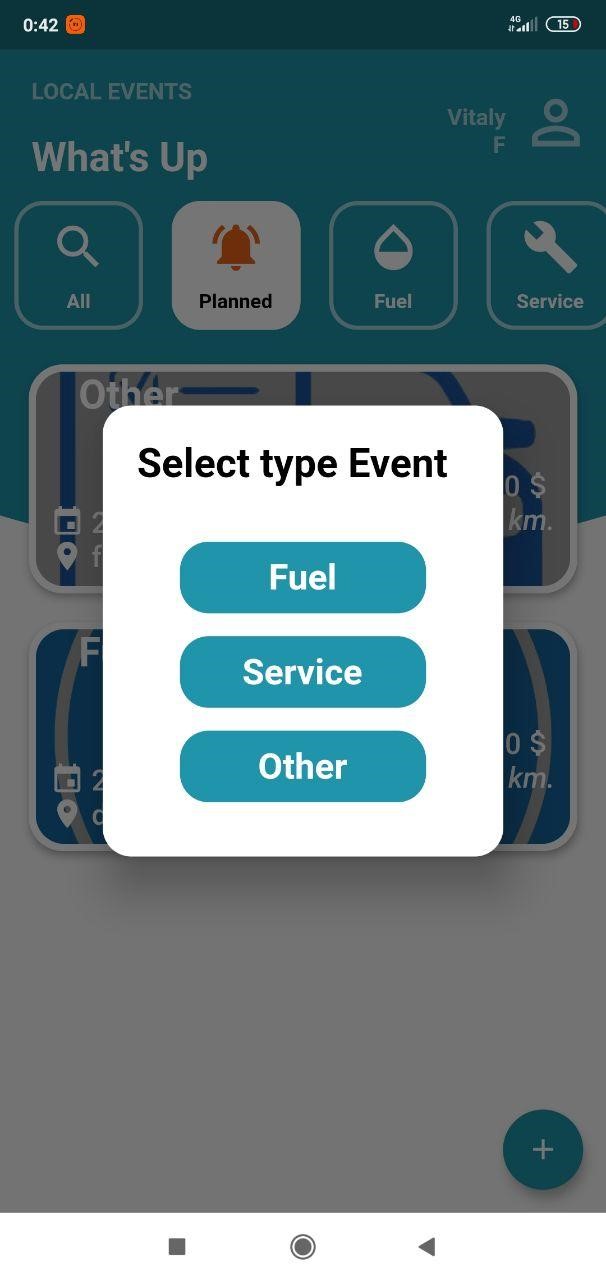 0:42
4G
15
LOCAL EVENTS
Vitaly
F
What's Up
All
Planned
Fuel
Service
Other
Select type Event
0 $
km.
2
f
Fuel
Service
Other
0 $
km.
2
+